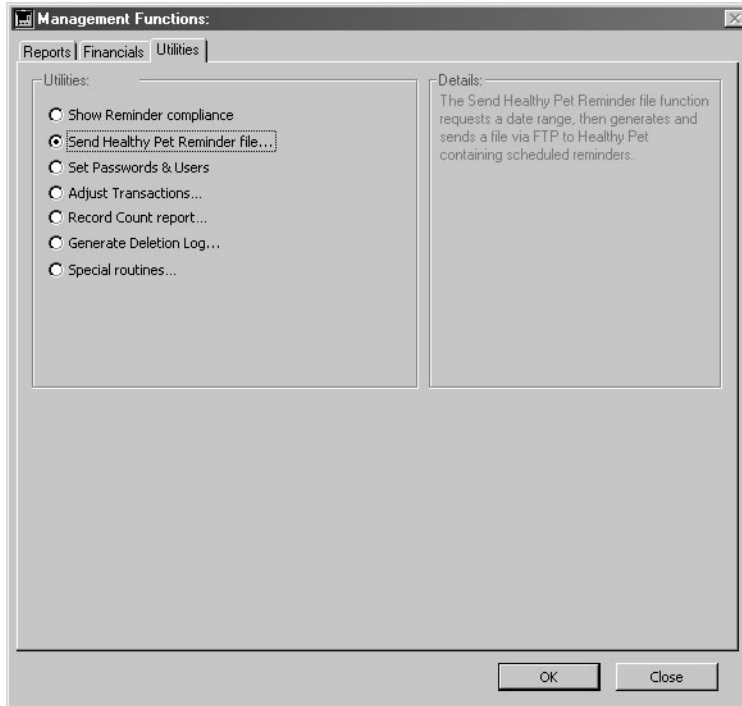 Management Functions:
Reports
Financials
Utilities
Utilities:
Show Reminder compliance
Send Healthy Pet Reminder file...
Set Passwords & Users
Adjust Transactions...
Record Count report...
Generate Deletion Log...
Special routines...
Details:
The Send Healthy Pet Reminder file function
requests a date range, then generates and
sends a file via FTP to Healthy Pet
containing scheduled reminders.
OK
Close